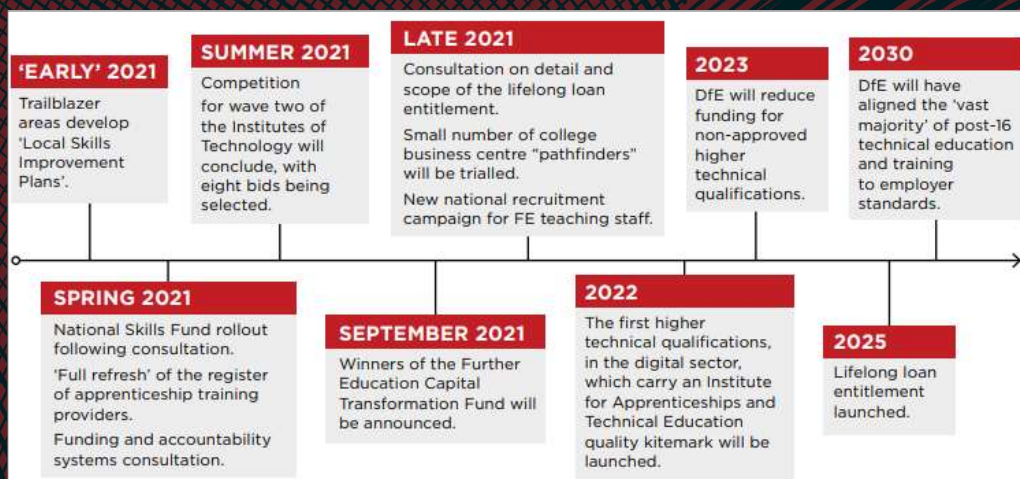 'EARLY' 2021
Trailblazer
areas develop
'Local Skills
Improvement
Plans'.
SUMMER 2021
Competition
for wave two of
the Institutes of
Technology will
conclude, with
eight bids being
selected.
LATE 2021
Consultation on detail and
scope of the lifelong loan
entitlement.
Small number of college
business centre “pathfinders”
will be trialled.
New national recruitment
campaign for FE teaching staff.
2023
DfE will reduce
funding for
non-approved
higher
technical
qualifications.
2030
DfE will have
aligned the 'vast
majority' of post-16
technical education
and training
to employer
standards.
SPRING 2021
National Skills Fund rollout
following consultation.
'Full refresh' of the register
of apprenticeship training
providers.
Funding and accountability
systems consultation.
SEPTEMBER 2021
Winners of the Further
Education Capital
Transformation Fund will
be announced.
2022
The first higher
technical qualifications,
in the digital sector,
which carry an Institute
for Apprenticeships and
Technical Education
quality kitemark will be
launched.
2025
Lifelong loan
entitlement
launched.